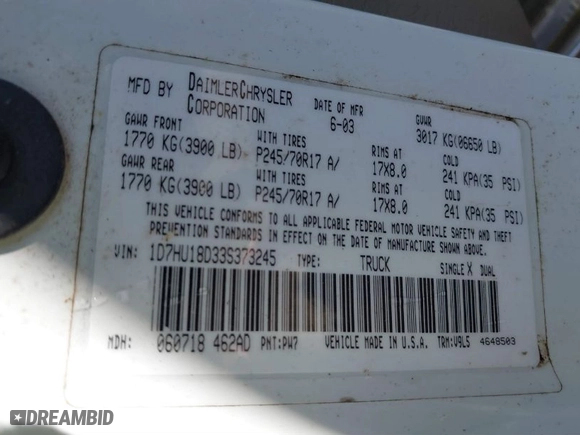 MFD BY DAIMLERCHRYSLER CORPORATION DATE OF MFR 6-03 GVWR 3017 KG(06650 LB)
GAWR FRONT WITH TIRES RIMS AT COLD
1770 KG(3900 LB) P245/70R17 A/ 17X8.0 241 KPA(35 PSI)
GAWR REAR WITH TIRES RIMS AT COLD
1770 KG(3900 LB) P245/70R17 A/ 17X8.0 241 KPA(35 PSI)
THIS VEHICLE CONFORMS TO ALL APPLICABLE FEDERAL MOTOR VEHICLE SAFETY AND THEFT
PREVENTION STANDARDS IN EFFECT ON THE DATE OF MANUFACTURE SHOWN ABOVE.
VIN: 1D7HU18D33S373245 TYPE: TRUCK SINGLE X DUAL
MDH: 060718 462AD PNT:PW7 VEHICLE MADE IN U.S.A. TRM:V9L5 4648503
DREAMBID